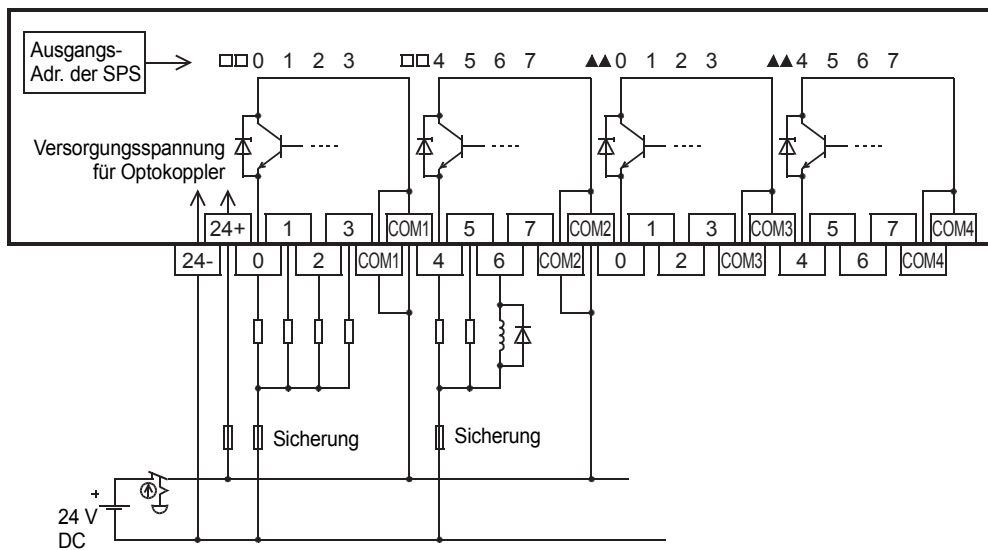 Ausgangs-
Adr. der SPS
□□0 1 2 3 □□4 5 6 7 ▲▲0 1 2 3 ▲▲4 5 6 7
Versorgungsspannung
für Optokoppler
24+ 1 3 COM1 5 7 COM2 1 3 COM3 5 7 COM4
24- 0 2 COM1 4 6 COM2 0 2 COM3 4 6 COM4
Sicherung Sicherung
+
24 V
DC